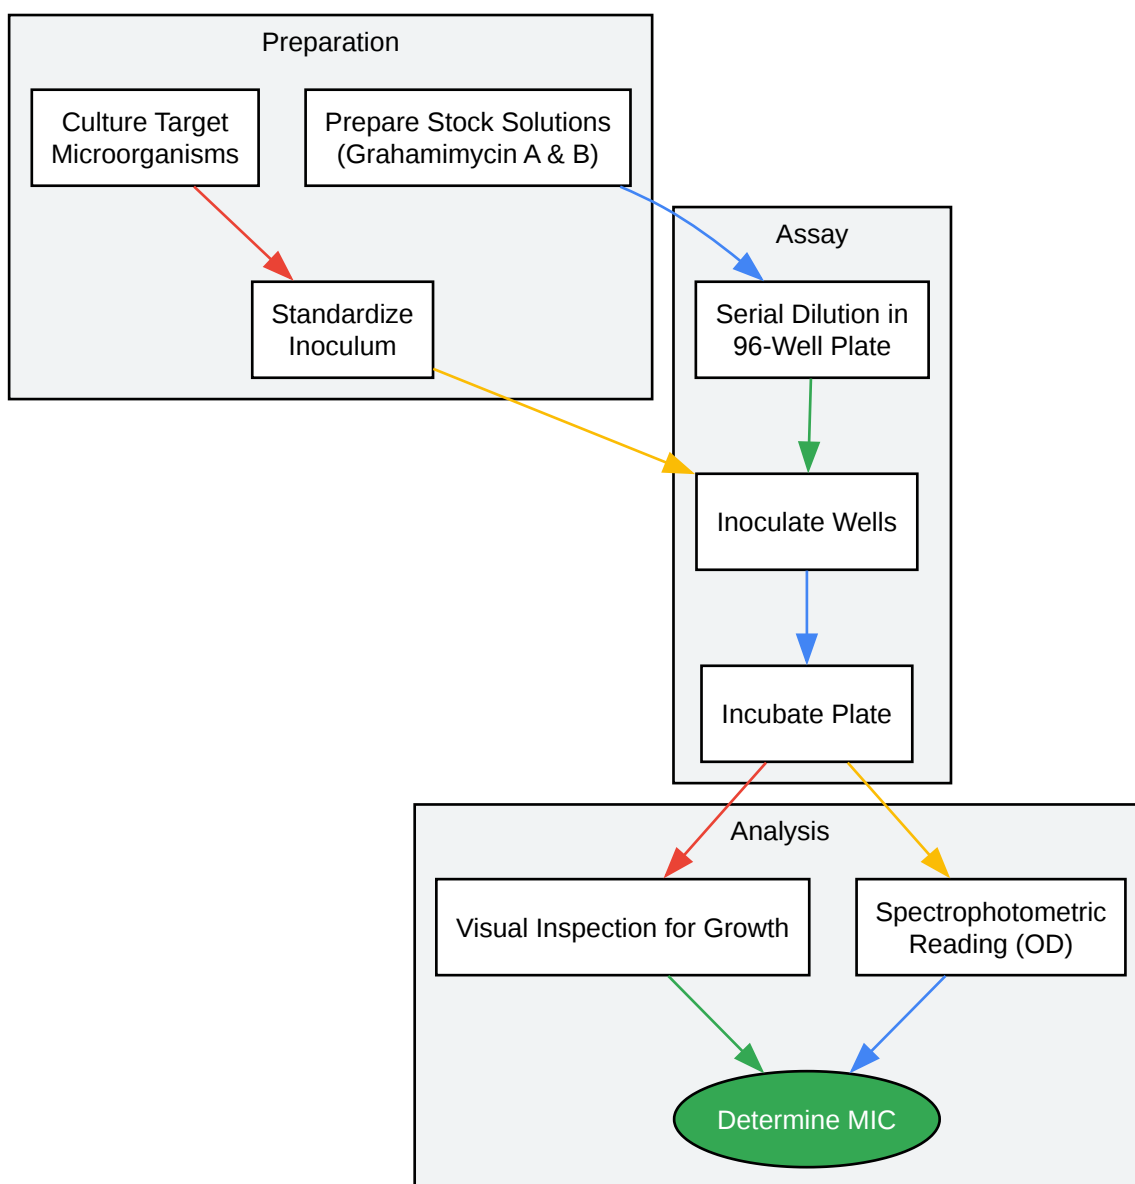 Preparation
Culture Target
Microorganisms
Prepare Stock Solutions
(Grahamimycin A & B)
Standardize
Inoculum
Assay
Serial Dilution in
96-Well Plate
Inoculate Wells
Incubate Plate
Analysis
Visual Inspection for Growth
Spectrophotometric
Reading (OD)
Determine MIC